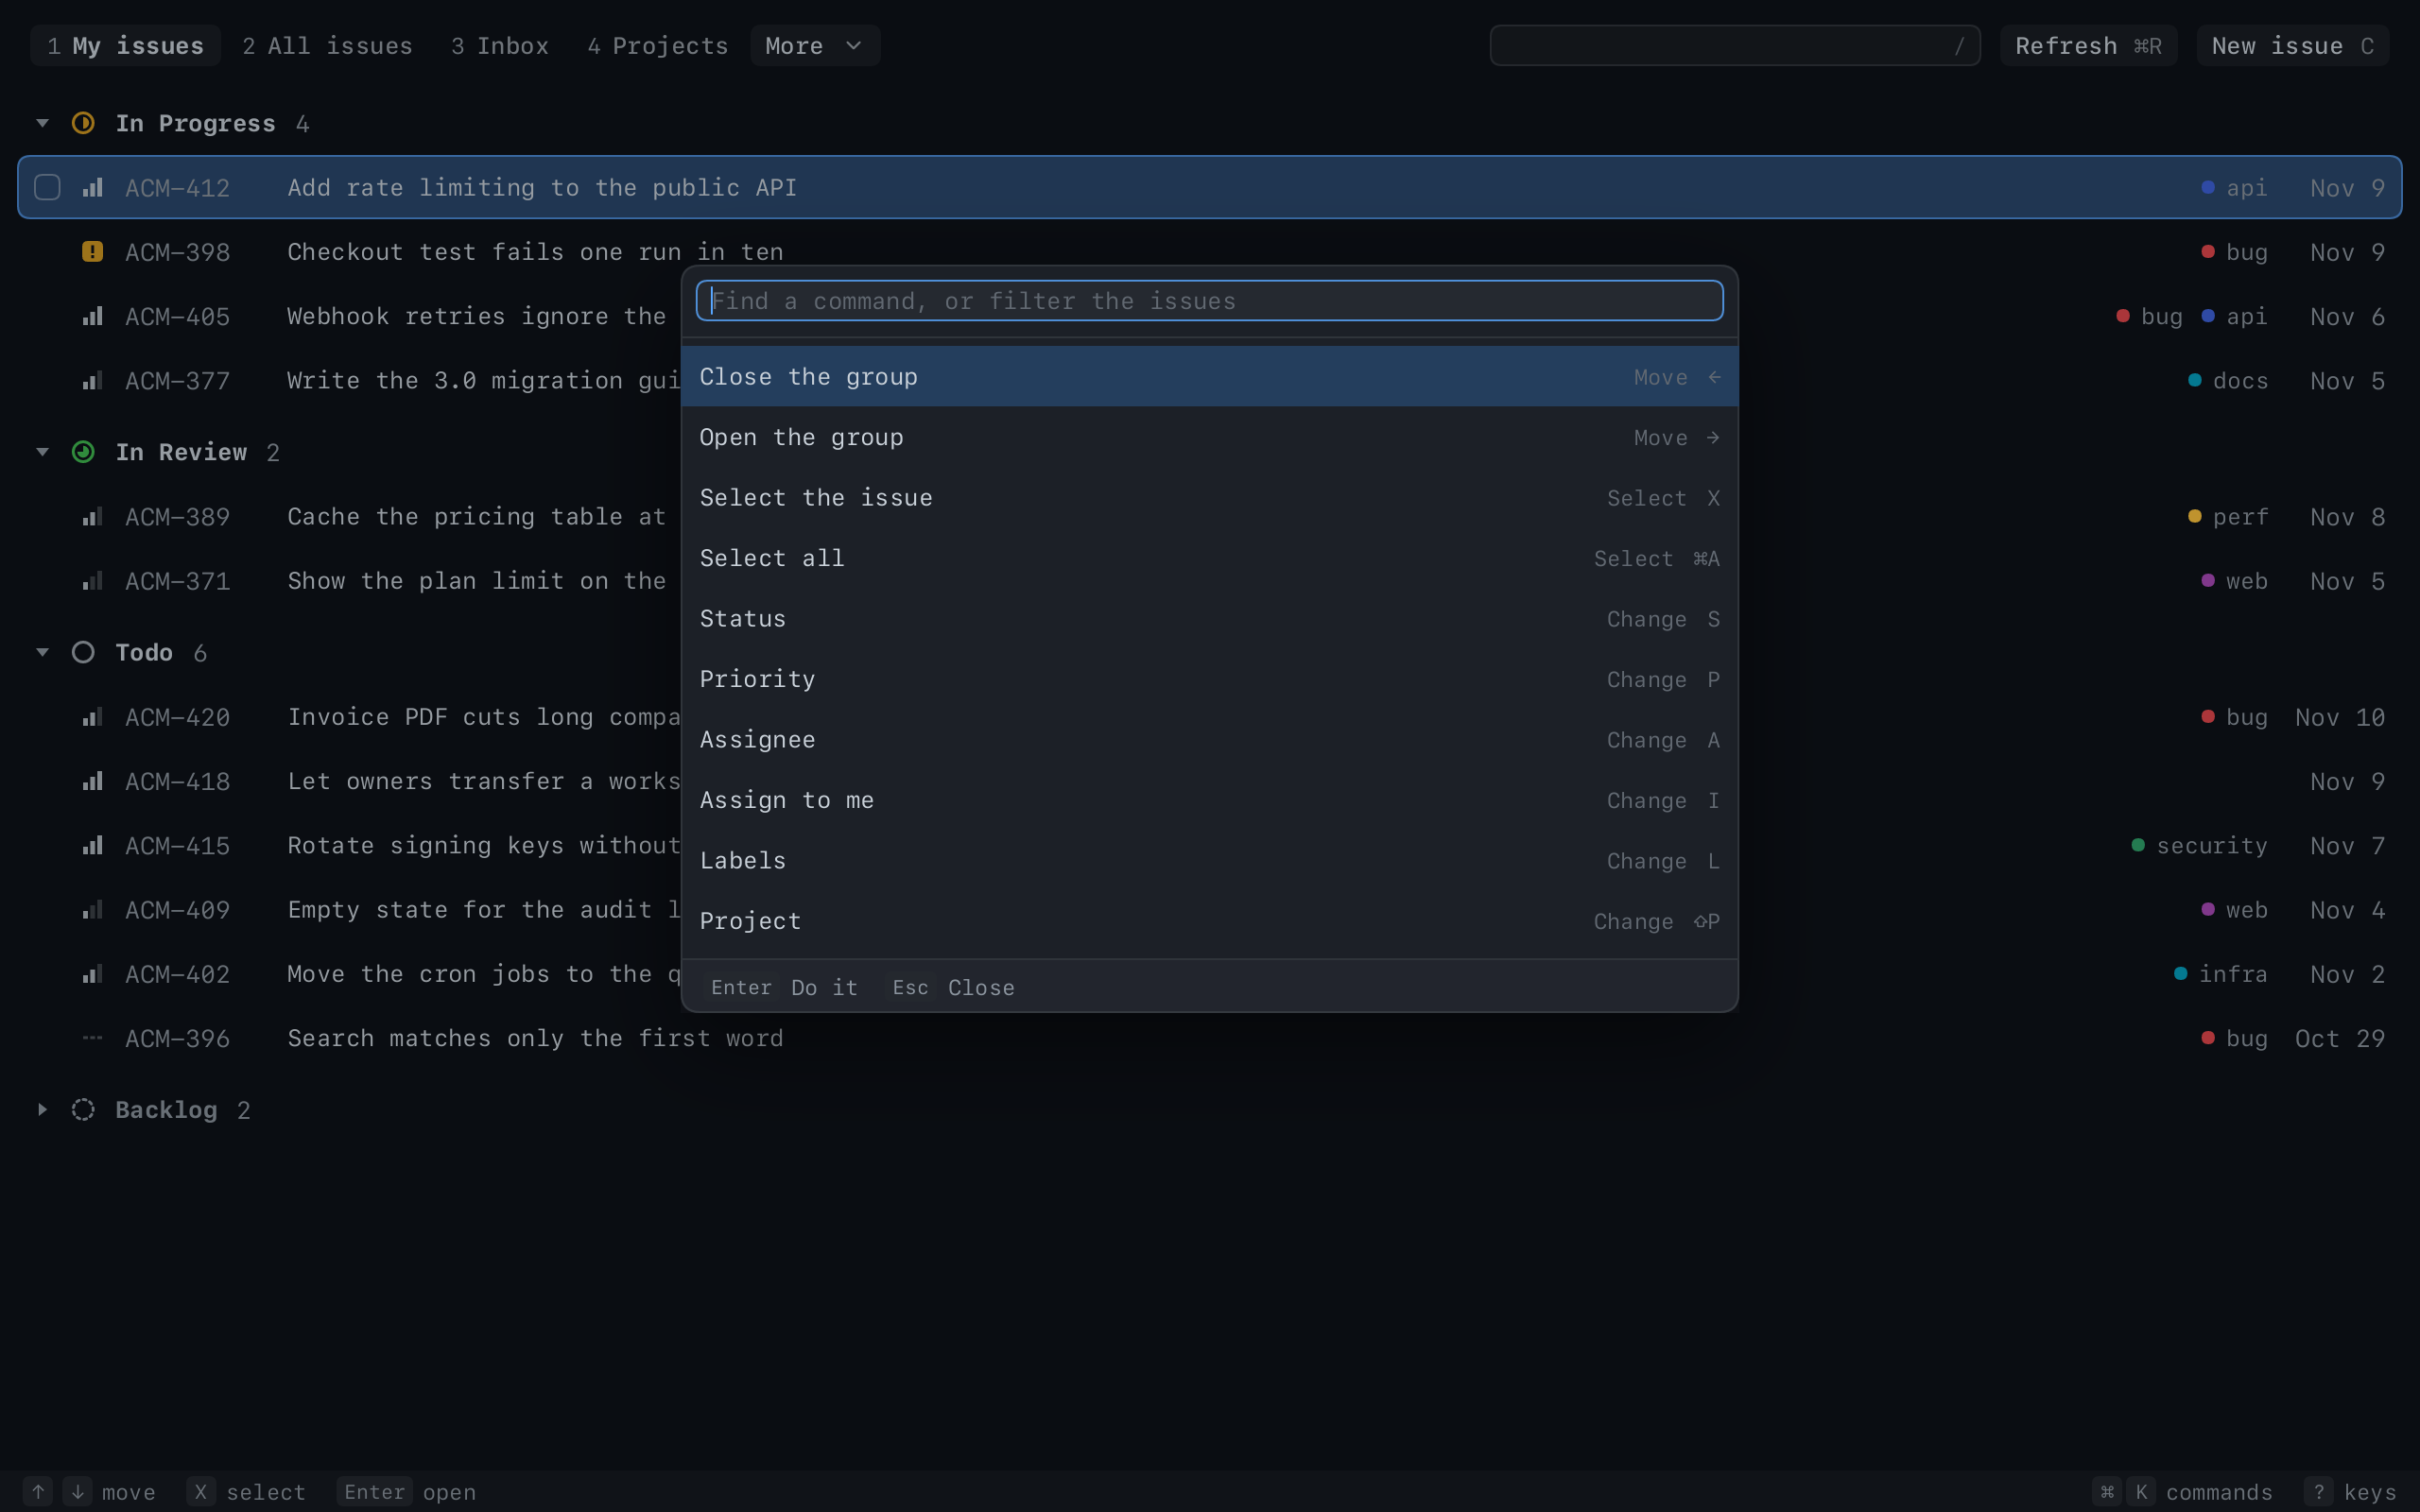 1 My issues 2 All issues 3 Inbox 4 Projects More / Refresh ⌘R New issue C
In Progress 4
ACM-412 Add rate limiting to the public API api Nov 9
ACM-398 Checkout test fails one run in ten bug Nov 9
ACM-405 Webhook retries ignore the bug api Nov 6
ACM-377 Write the 3.0 migration gui docs Nov 5
In Review 2
ACM-389 Cache the pricing table at perf Nov 8
ACM-371 Show the plan limit on the web Nov 5
Todo 6
ACM-420 Invoice PDF cuts long compa bug Nov 10
ACM-418 Let owners transfer a works Nov 9
ACM-415 Rotate signing keys without security Nov 7
ACM-409 Empty state for the audit l web Nov 4
ACM-402 Move the cron jobs to the q infra Nov 2
ACM-396 Search matches only the first word bug Oct 29
Backlog 2
Find a command, or filter the issues
Close the group Move ←
Open the group Move →
Select the issue Select X
Select all Select ⌘A
Status Change S
Priority Change P
Assignee Change A
Assign to me Change I
Labels Change L
Project Change ⇧P
Enter Do it Esc Close
↑ ↓ move X select Enter open ⌘ K commands ? keys